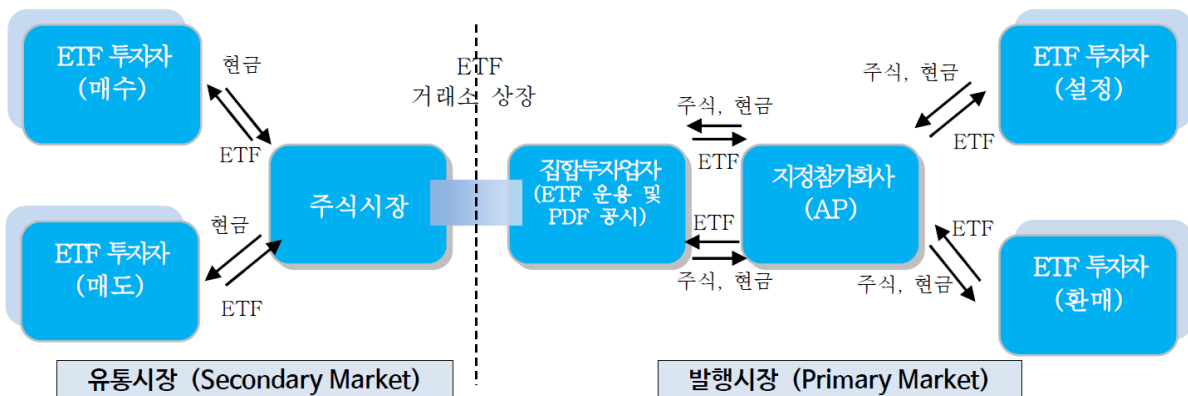 ETF 투자자
(매수)
현금
ETF
ETF 투자자
(매도)
현금
ETF
주식시장
ETF
거래소 상장
집합투자업자
(ETF 운용 및
PDF 공시)
주식, 현금
ETF
ETF
주식, 현금
지정참가회사
(AP)
주식, 현금
ETF
ETF 투자자
(설정)
ETF
주식, 현금
ETF 투자자
(환매)
유통시장 (Secondary Market)
발행시장 (Primary Market)